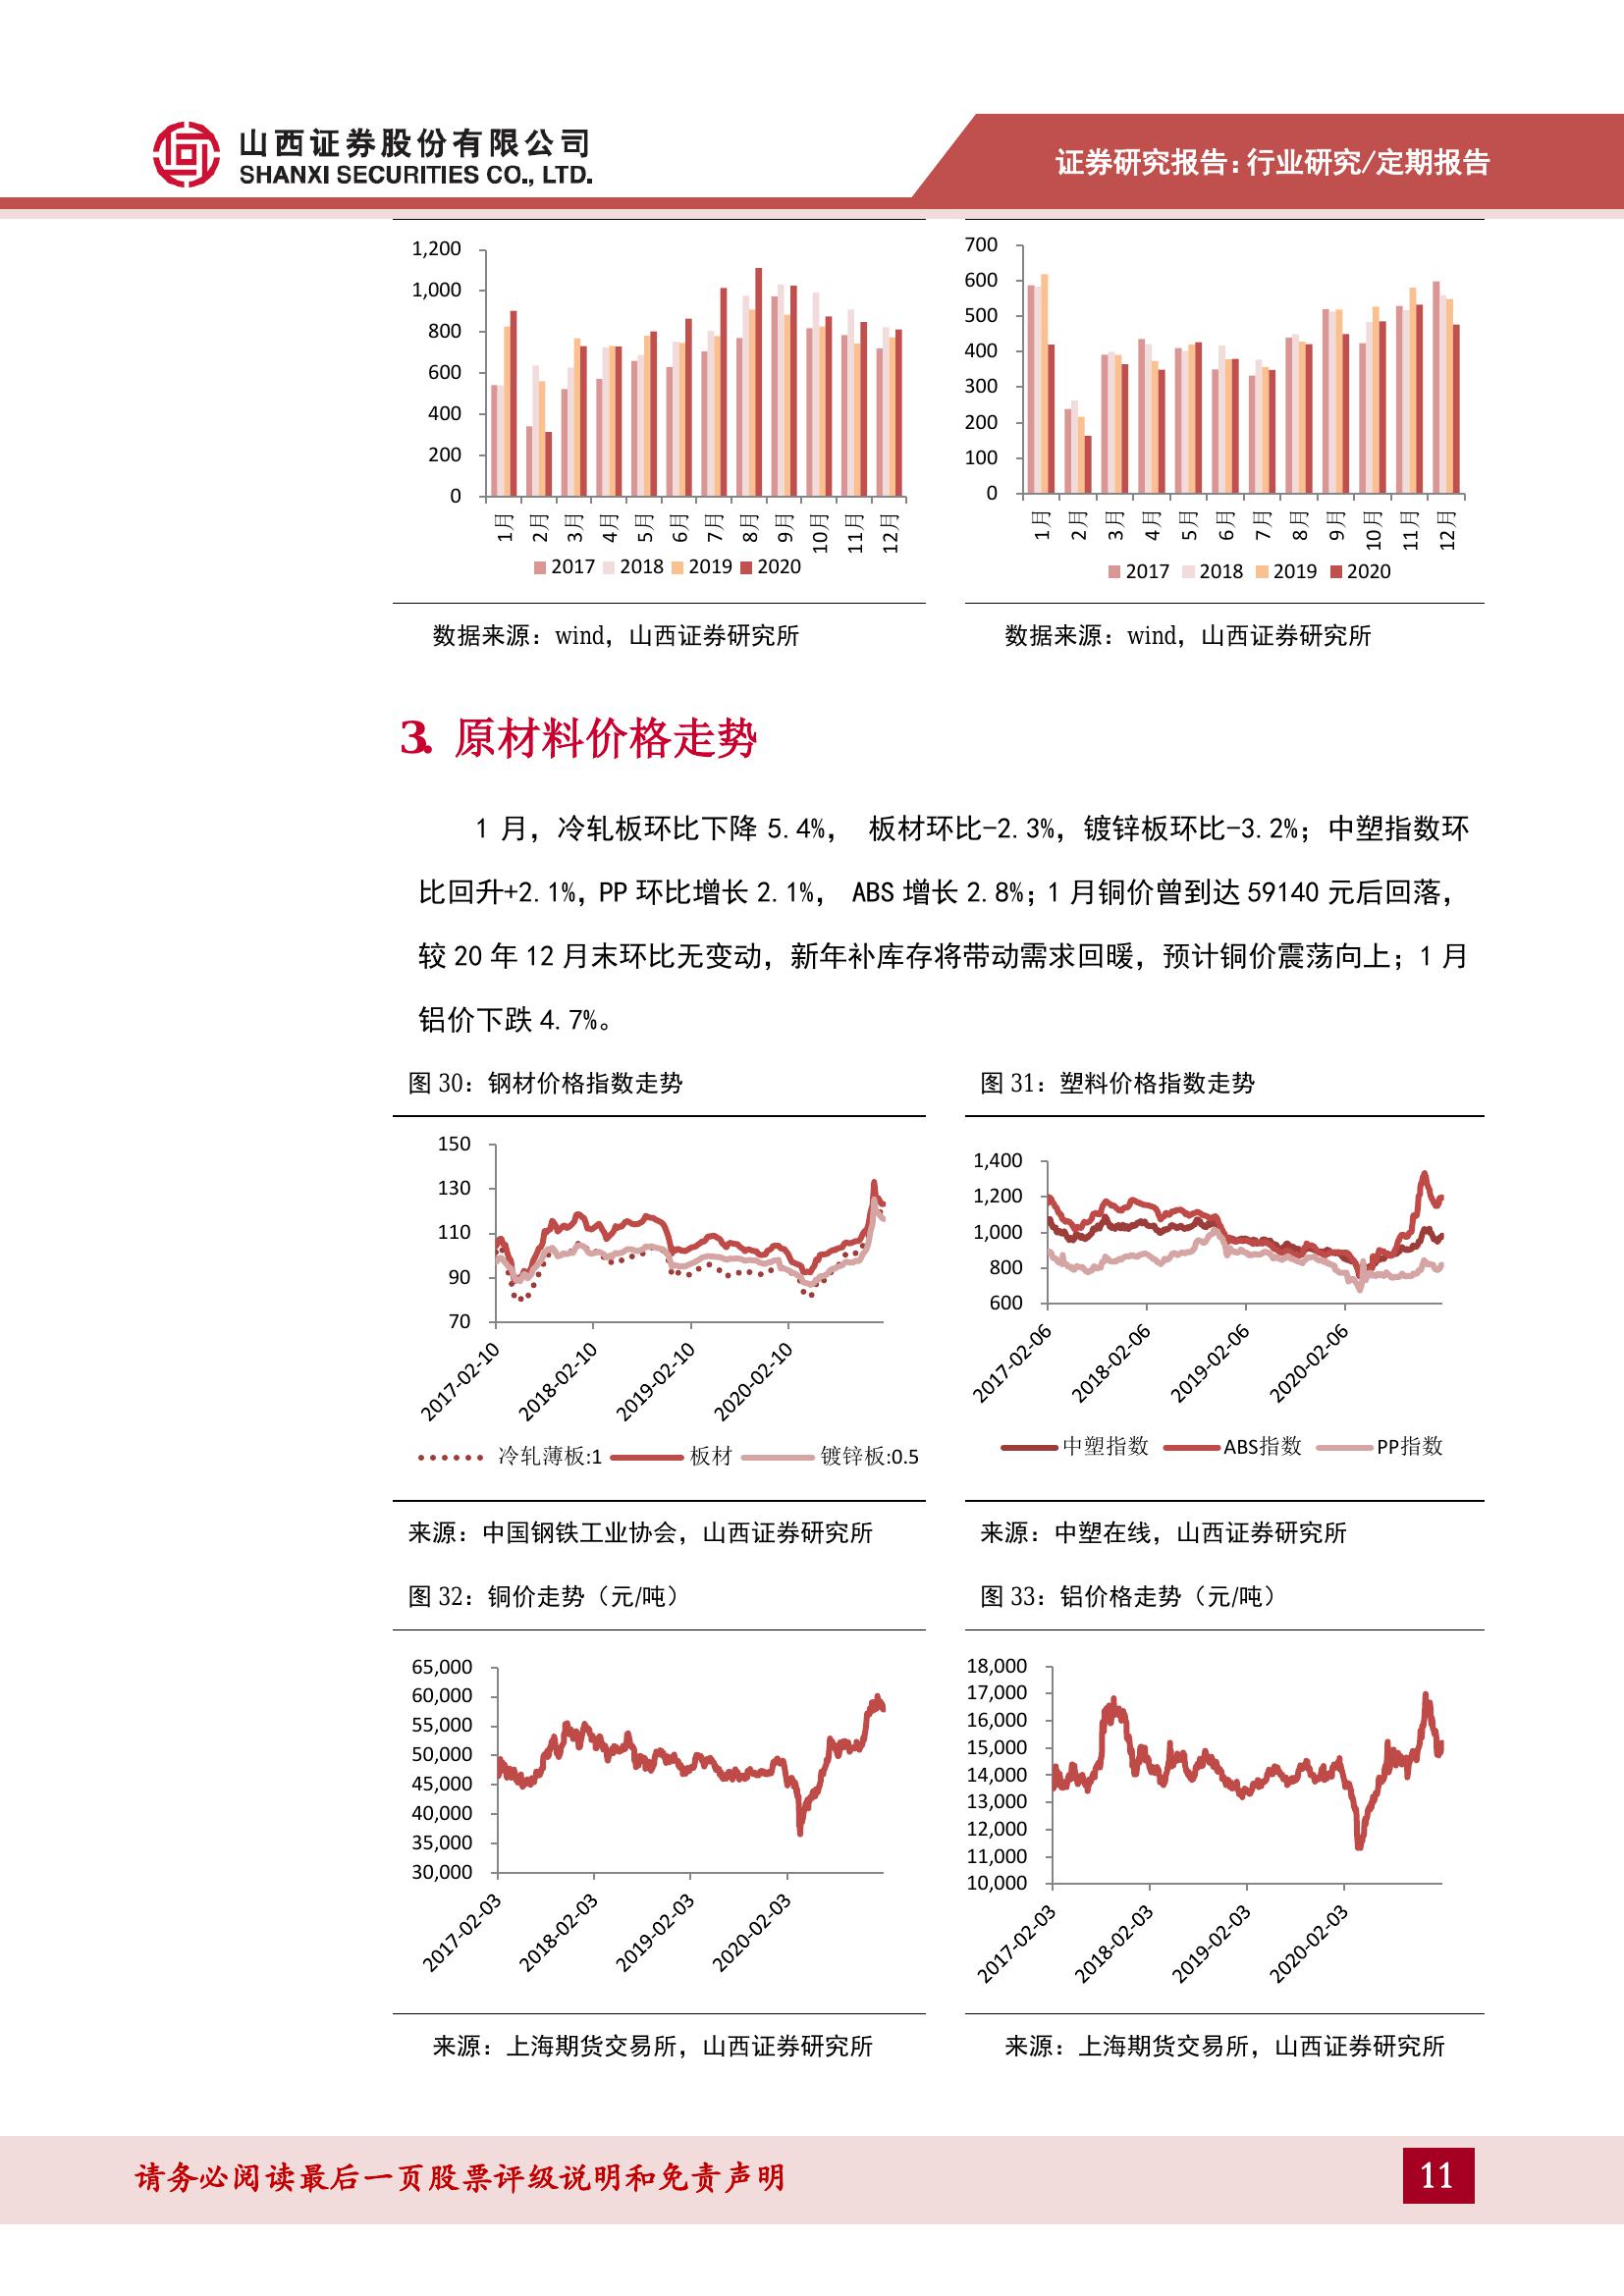 山西证券股份有限公司
SHANXI SECURITIES CO., LTD.
证券研究报告:行业研究/定期报告
1,200
1,000
800
600
400
200
0
1月 2月 3月 4月 5月 6月 7月 8月 9月 10月 11月 12月
2017 2018 2019 2020
700
600
500
400
300
200
100
0
1月 2月 3月 4月 5月 6月 7月 8月 9月 10月 11月 12月
2017 2018 2019 2020
数据来源：wind，山西证券研究所
数据来源：wind，山西证券研究所
3. 原材料价格走势
1 月，冷轧板环比下降 5.4%， 板材环比-2.3%，镀锌板环比-3.2%；中塑指数环
比回升+2.1%，PP 环比增长 2.1%， ABS 增长 2.8%；1 月铜价曾到达 59140 元后回落，
较 20 年 12 月末环比无变动，新年补库存将带动需求回暖，预计铜价震荡向上；1 月
铝价下跌 4.7%。
图 30：钢材价格指数走势
图 31：塑料价格指数走势
150
130
110
90
70
2017-02-10 2018-02-10 2019-02-10 2020-02-10
冷轧薄板:1 板材 镀锌板:0.5
1,400
1,200
1,000
800
600
2017-02-06 2018-02-06 2019-02-06 2020-02-06
中塑指数 ABS指数 PP指数
来源：中国钢铁工业协会，山西证券研究所
来源：中塑在线，山西证券研究所
图 32：铜价走势（元/吨）
图 33：铝价格走势（元/吨）
65,000
60,000
55,000
50,000
45,000
40,000
35,000
30,000
2017-02-03 2018-02-03 2019-02-03 2020-02-03
18,000
17,000
16,000
15,000
14,000
13,000
12,000
11,000
10,000
2017-02-03 2018-02-03 2019-02-03 2020-02-03
来源：上海期货交易所，山西证券研究所
来源：上海期货交易所，山西证券研究所
请务必阅读最后一页股票评级说明和免责声明
11